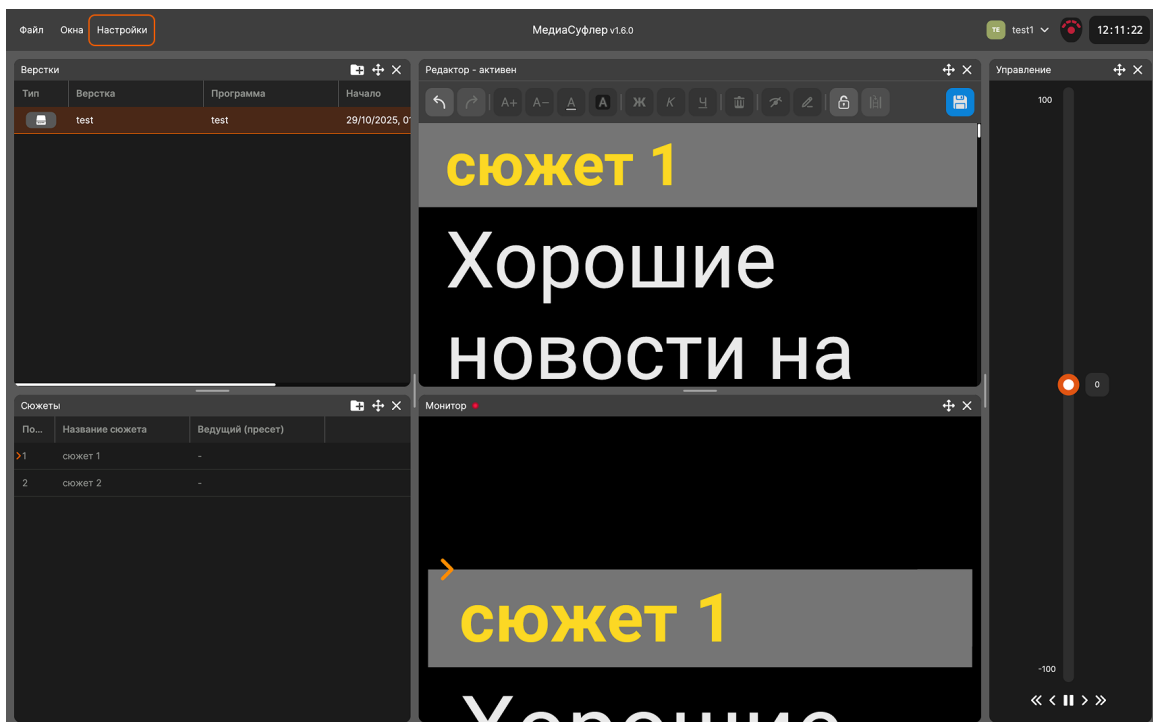 Файл Окна Настройки МедиаСуфлер v1.6.0 TE test1 12:11:22
Верстки
Тип Верстка Программа Начало
test test 29/10/2025, 0
Сюжеты
По... Название сюжета Ведущий (пресет)
1 сюжет 1 -
2 сюжет 2 -
Редактор - активен
A+ A− A A Ж К Ч
сюжет 1
Хорошие
новости на
Монитор
сюжет 1
Хорошие
Управление
100
0
-100